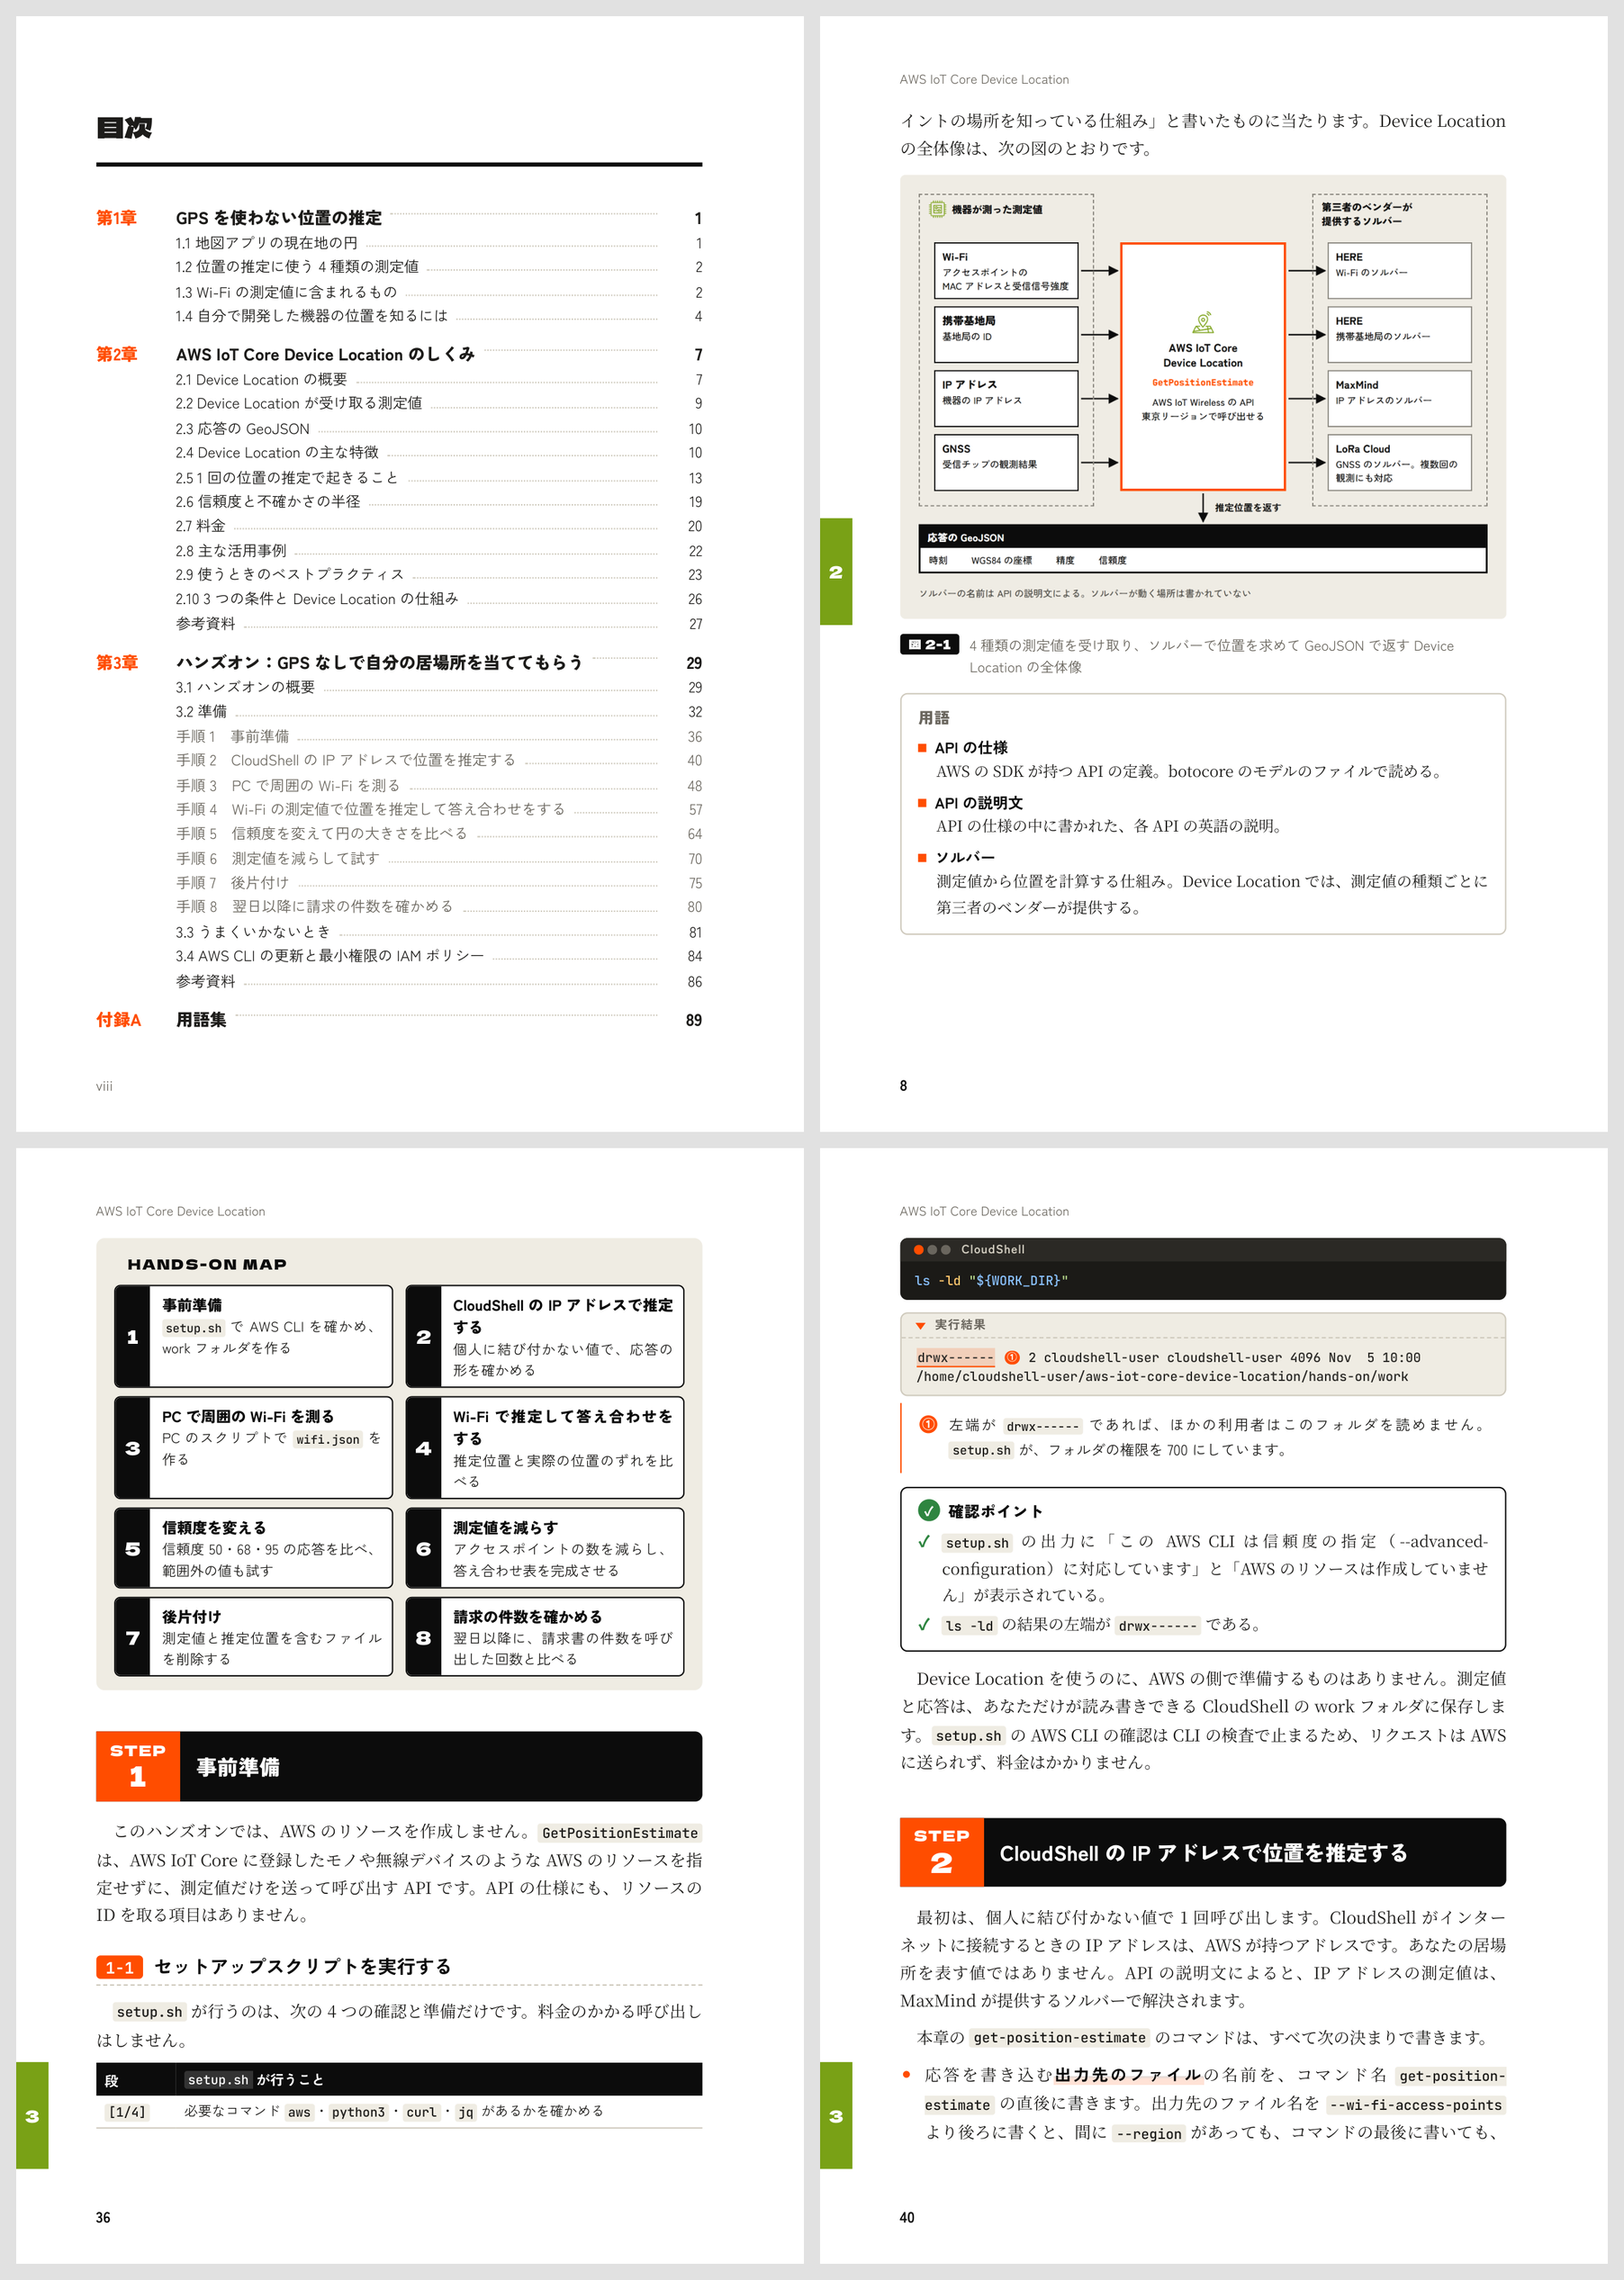 目次
第1章 GPS を使わない位置の推定 1
1.1 地図アプリの現在地の円 1
1.2 位置の推定に使う 4 種類の測定値 2
1.3 Wi-Fi の測定値に含まれるもの 2
1.4 自分で開発した機器の位置を知るには 4
第2章 AWS IoT Core Device Location のしくみ 7
2.1 Device Location の概要 7
2.2 Device Location が受け取る測定値 9
2.3 応答の GeoJSON 10
2.4 Device Location の主な特徴 10
2.5 1 回の位置の推定で起きること 13
2.6 信頼度と不確かさの半径 19
2.7 料金 20
2.8 主な活用事例 22
2.9 使うときのベストプラクティス 23
2.10 3 つの条件と Device Location の仕組み 26
参考資料 27
第3章 ハンズオン：GPS なしで自分の居場所を当ててもらう 29
3.1 ハンズオンの概要 29
3.2 準備 32
手順 1 事前準備 36
手順 2 CloudShell の IP アドレスで位置を推定する 40
手順 3 PC で周囲の Wi-Fi を測る 48
手順 4 Wi-Fi の測定値で位置を推定して答え合わせをする 57
手順 5 信頼度を変えて円の大きさを比べる 64
手順 6 測定値を減らして試す 70
手順 7 後片付け 75
手順 8 翌日以降に請求の件数を確かめる 80
3.3 うまくいかないとき 81
3.4 AWS CLI の更新と最小権限の IAM ポリシー 84
参考資料 86
付録A 用語集 89
viii
AWS IoT Core Device Location
イントの場所を知っている仕組み」と書いたものに当たります。Device Location
の全体像は、次の図のとおりです。
機器が測った測定値
Wi-Fi
アクセスポイントの
MAC アドレスと受信信号強度
携帯基地局
基地局の ID
IP アドレス
機器の IP アドレス
GNSS
受信チップの観測結果
AWS IoT Core
Device Location
GetPositionEstimate
AWS IoT Wireless の API
東京リージョンで呼び出せる
第三者のベンダーが
提供するソルバー
HERE
Wi-Fi のソルバー
HERE
携帯基地局のソルバー
MaxMind
IP アドレスのソルバー
LoRa Cloud
GNSS のソルバー。複数回の
観測にも対応
推定位置を返す
応答の GeoJSON
時刻 WGS84 の座標 精度 信頼度
ソルバーの名前は API の説明文による。ソルバーが動く場所は書かれていない
2
図 2-1 4 種類の測定値を受け取り、ソルバーで位置を求めて GeoJSON で返す Device
Location の全体像
用語
API の仕様
AWS の SDK が持つ API の定義。botocore のモデルのファイルで読める。
API の説明文
API の仕様の中に書かれた、各 API の英語の説明。
ソルバー
測定値から位置を計算する仕組み。Device Location では、測定値の種類ごとに
第三者のベンダーが提供する。
8
AWS IoT Core Device Location
HANDS-ON MAP
1 事前準備
setup.sh で AWS CLI を確かめ、
work フォルダを作る
2 CloudShell の IP アドレスで推定
する
個人に結び付かない値で、応答の
形を確かめる
3 PC で周囲の Wi-Fi を測る
PC のスクリプトで wifi.json を
作る
4 Wi-Fi で推定して答え合わせを
する
推定位置と実際の位置のずれを比
べる
5 信頼度を変える
信頼度 50・68・95 の応答を比べ、
範囲外の値も試す
6 測定値を減らす
アクセスポイントの数を減らし、
答え合わせ表を完成させる
7 後片付け
測定値と推定位置を含むファイル
を削除する
8 請求の件数を確かめる
翌日以降に、請求書の件数を呼び
出した回数と比べる
STEP
1 事前準備
このハンズオンでは、AWS のリソースを作成しません。GetPositionEstimate
は、AWS IoT Core に登録したモノや無線デバイスのような AWS のリソースを指
定せずに、測定値だけを送って呼び出す API です。API の仕様にも、リソースの
ID を取る項目はありません。
1-1 セットアップスクリプトを実行する
setup.sh が行うのは、次の 4 つの確認と準備だけです。料金のかかる呼び出し
はしません。
段 setup.sh が行うこと
[1/4] 必要なコマンド aws・python3・curl・jq があるかを確かめる
3
36
AWS IoT Core Device Location
CloudShell
ls -ld "${WORK_DIR}"
実行結果
drwx------ ① 2 cloudshell-user cloudshell-user 4096 Nov  5 10:00
/home/cloudshell-user/aws-iot-core-device-location/hands-on/work
① 左端が drwx------ であれば、ほかの利用者はこのフォルダを読めません。
setup.sh が、フォルダの権限を 700 にしています。
確認ポイント
✓ setup.sh の出力に「この AWS CLI は信頼度の指定（--advanced-
configuration）に対応しています」と「AWS のリソースは作成していませ
ん」が表示されている。
✓ ls -ld の結果の左端が drwx------ である。
Device Location を使うのに、AWS の側で準備するものはありません。測定値
と応答は、あなただけが読み書きできる CloudShell の work フォルダに保存しま
す。setup.sh の AWS CLI の確認は CLI の検査で止まるため、リクエストは AWS
に送られず、料金はかかりません。
STEP
2 CloudShell の IP アドレスで位置を推定する
最初は、個人に結び付かない値で 1 回呼び出します。CloudShell がインター
ネットに接続するときの IP アドレスは、AWS が持つアドレスです。あなたの居場
所を表す値ではありません。API の説明文によると、IP アドレスの測定値は、
MaxMind が提供するソルバーで解決されます。
本章の get-position-estimate のコマンドは、すべて次の決まりで書きます。
• 応答を書き込む出力先のファイルの名前を、コマンド名 get-position-
estimate の直後に書きます。出力先のファイル名を --wi-fi-access-points
より後ろに書くと、間に --region があっても、コマンドの最後に書いても、
3
40